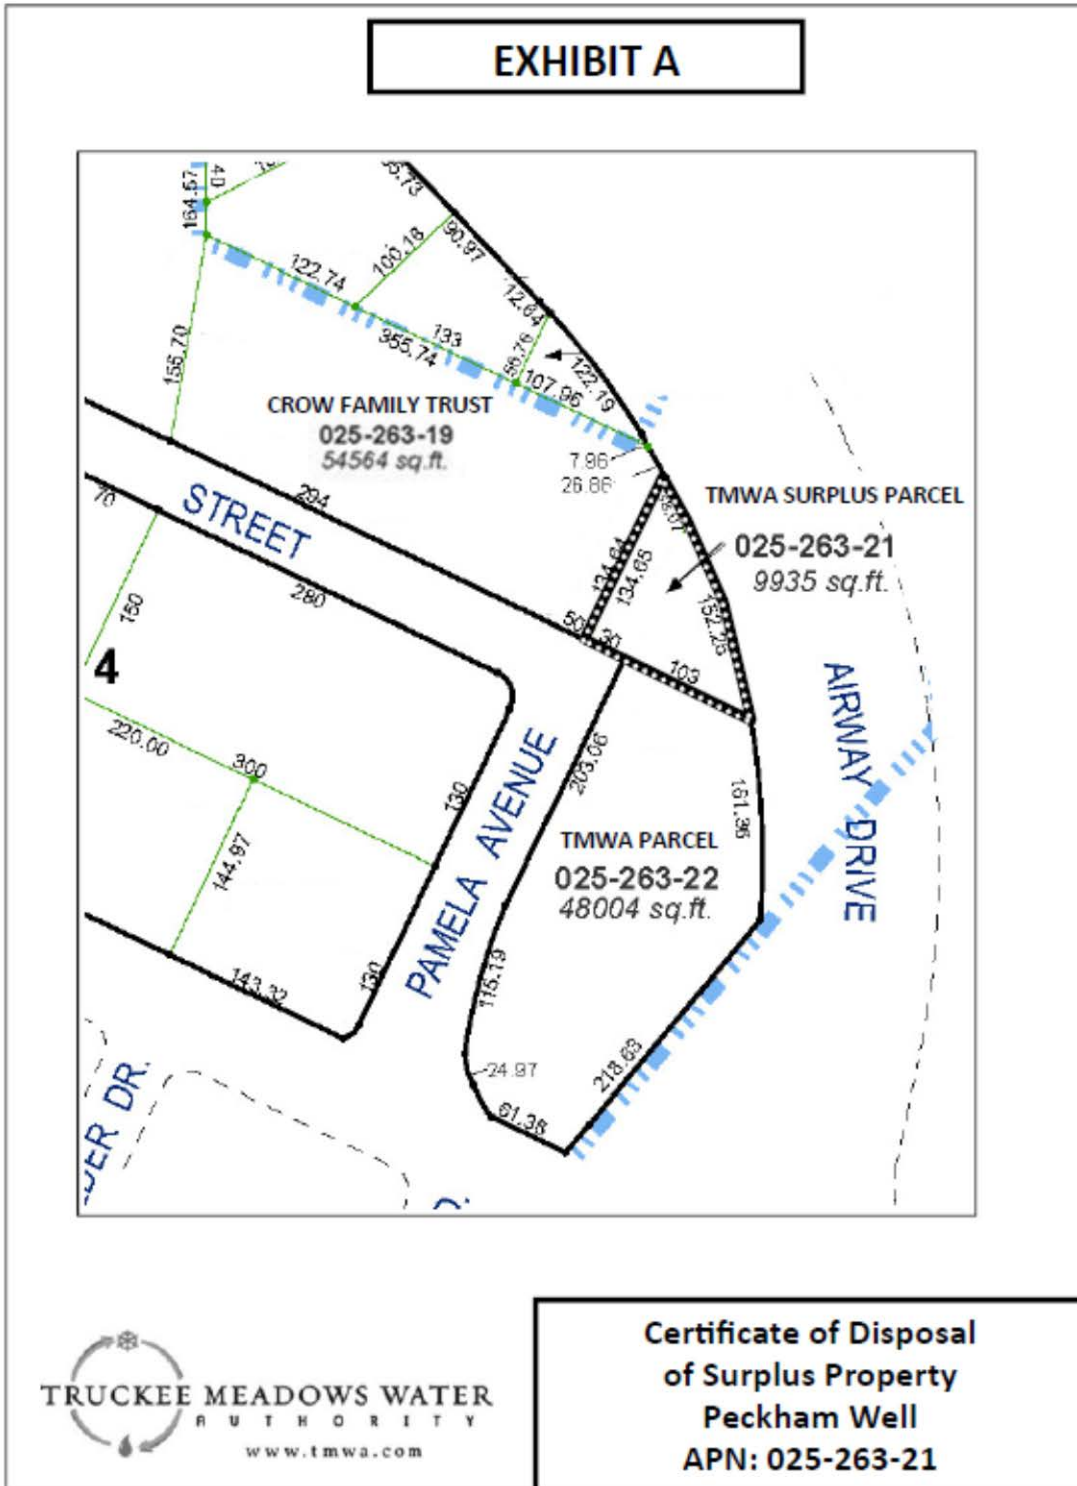 EXHIBIT A
164.57
40
90.97
100.18
122.74
12.64
133
355.74
56.76
122.19
107.96
155.70
CROW FAMILY TRUST
025-263-19
54564 sq.ft.
7.96
26.86
TMWA SURPLUS PARCEL
025-263-21
9935 sq.ft.
70
STREET
294
280
134.64
134.65
152.25
50
30
103
150
4
220.00
300
AIRWAY DRIVE
203.06
130
PAMELA AVENUE
161.36
TMWA PARCEL
025-263-22
48004 sq.ft.
144.97
143.32
130
115.19
24.97
218.63
61.38
DER DR.
Certificate of Disposal
of Surplus Property
Peckham Well
APN: 025-263-21
TRUCKEE MEADOWS WATER
AUTHORITY
www.tmwa.com